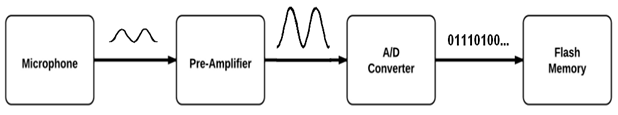 Microphone
Pre-Amplifier
A/D
Converter
01110100...
Flash
Memory